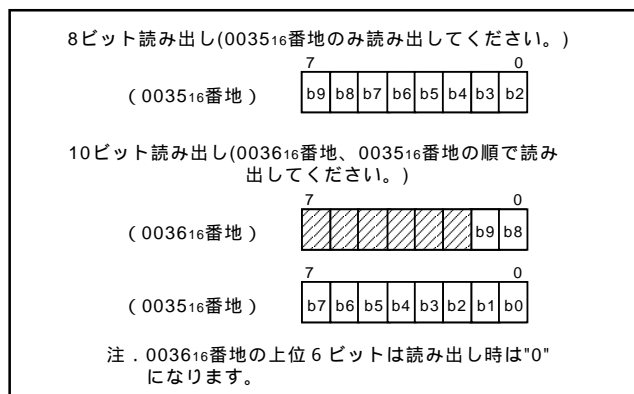 8ビット読み出し(003516番地のみ読み出してください。)
7 0
(003516番地) b9 b8 b7 b6 b5 b4 b3 b2
10ビット読み出し(003616番地、003516番地の順で読み
出してください。)
7 0
(003616番地) b9 b8
7 0
(003516番地) b7 b6 b5 b4 b3 b2 b1 b0
注.003616番地の上位6ビットは読み出し時は"0"
になります。